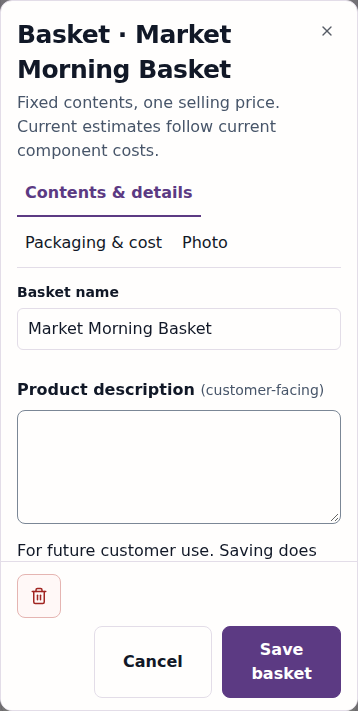 Basket · Market
Morning Basket
Fixed contents, one selling price.
Current estimates follow current
component costs.
Contents & details
Packaging & cost Photo
Basket name
Market Morning Basket
Product description (customer-facing)
For future customer use. Saving does
Cancel
Save
basket